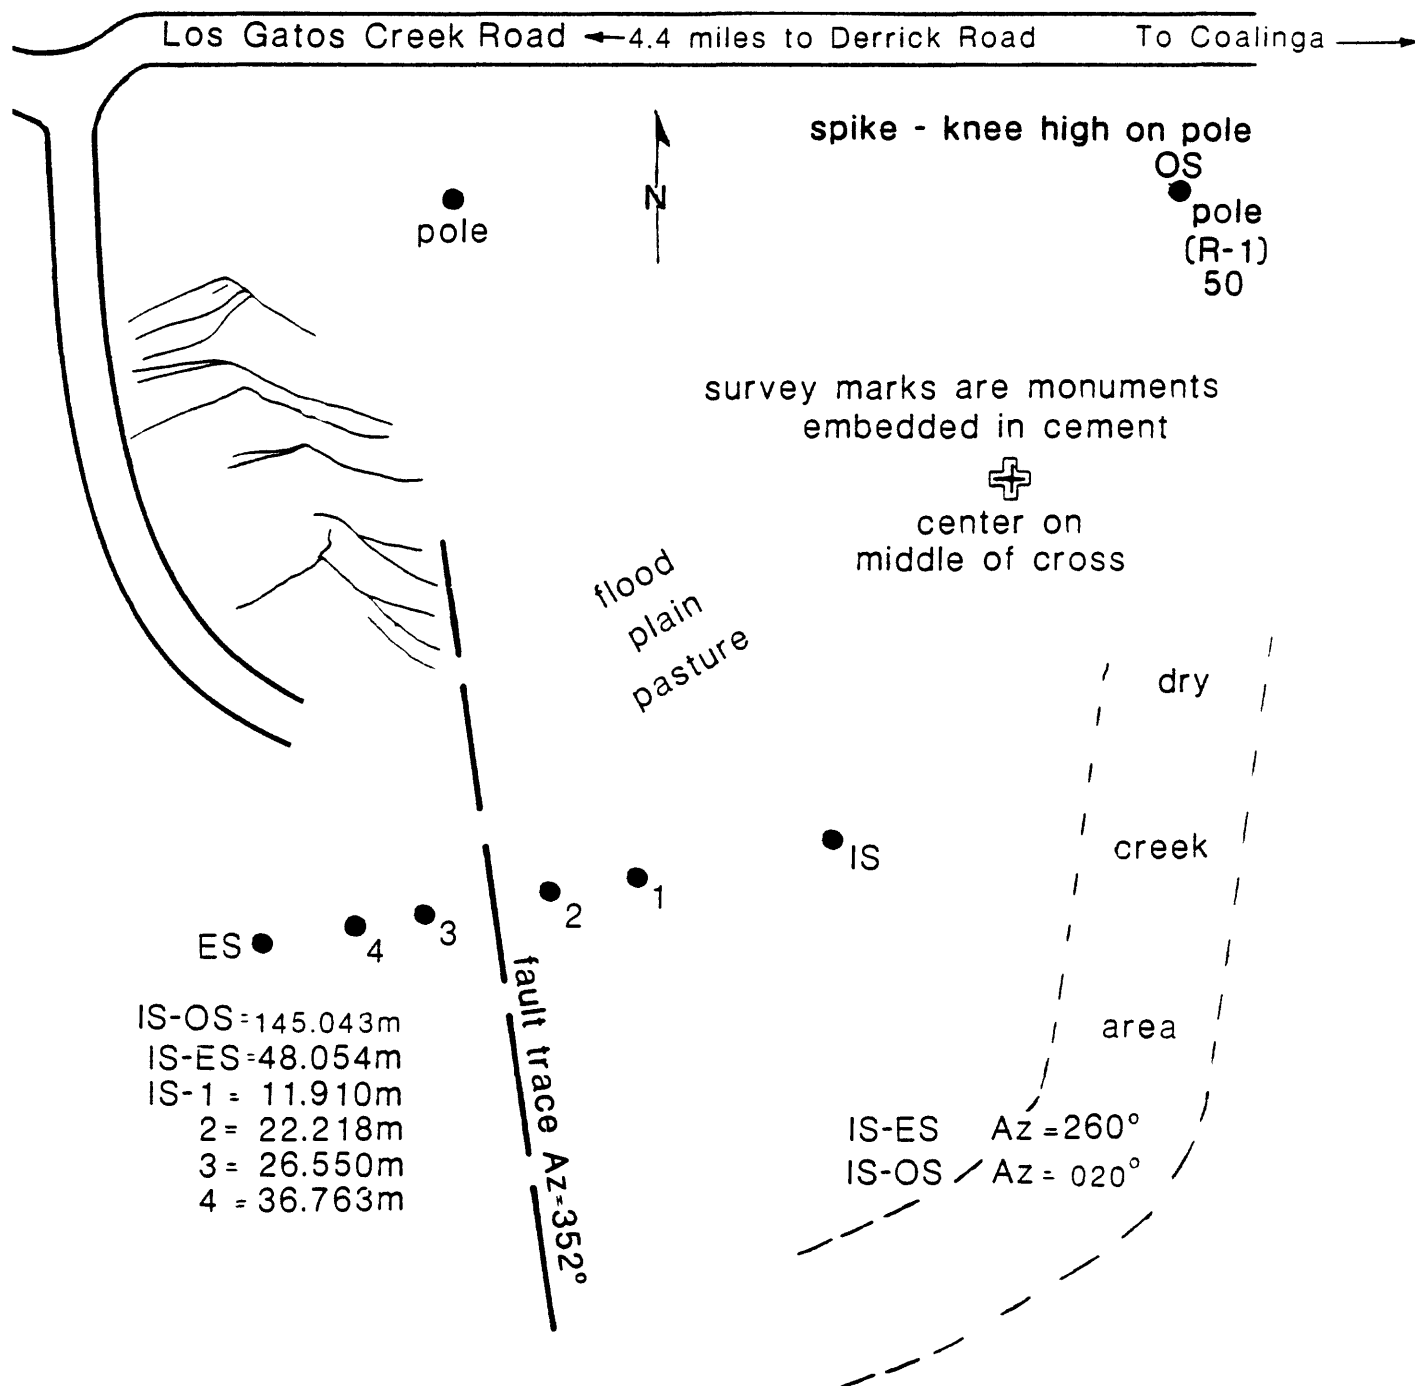 Los Gatos Creek Road ←4.4 miles to Derrick Road To Coalinga →
spike - knee high on pole
OS
pole
(R-1)
50
N
pole
survey marks are monuments
embedded in cement
center on
middle of cross
flood
plain
pasture
dry
creek
area
IS
1
2
3
4
ES
fault trace Az=352°
IS-OS=145.043m
IS-ES=48.054m
IS-1 = 11.910m
2= 22.218m
3= 26.550m
4 =36.763m
IS-ES Az =260°
IS-OS Az = 020°